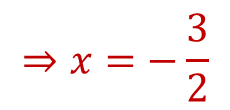 ⇒ x = − 3/2